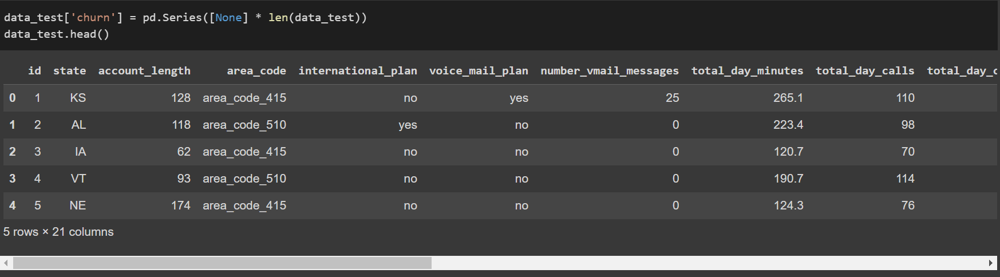 data_test['churn'] = pd.Series([None] * len(data_test))
data_test.head()
id state account_length area_code international_plan voice_mail_plan number_vmail_messages total_day_minutes total_day_calls total_day_c
0 1 KS 128 area_code_415 no yes 25 265.1 110
1 2 AL 118 area_code_510 yes no 0 223.4 98
2 3 IA 62 area_code_415 no no 0 120.7 70
3 4 VT 93 area_code_510 no no 0 190.7 114
4 5 NE 174 area_code_415 no no 0 124.3 76
5 rows × 21 columns